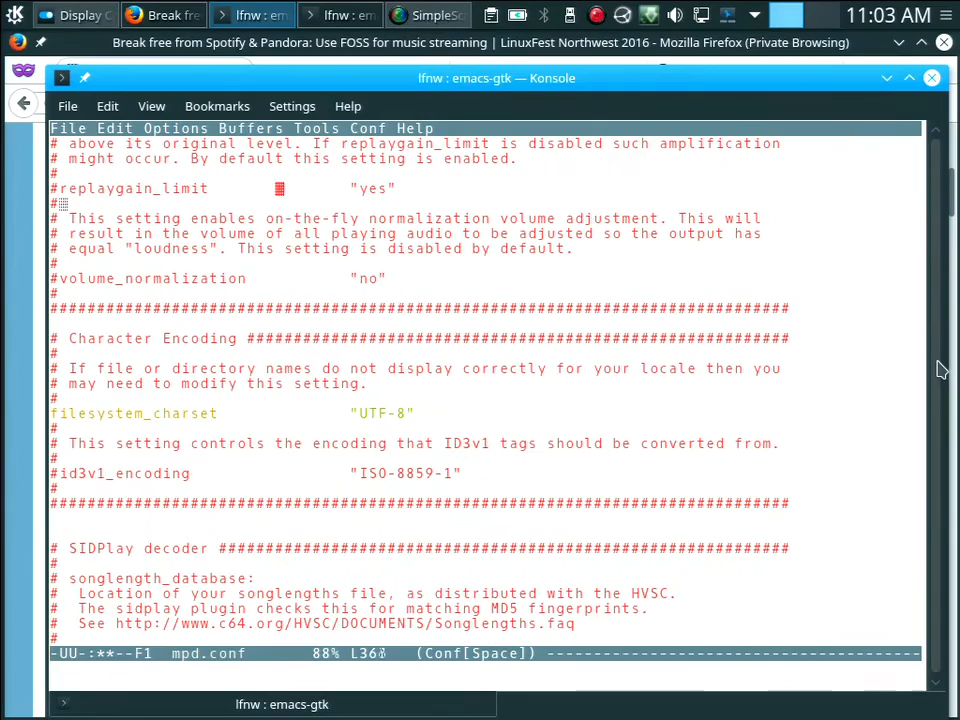 Display C
Break fre
lfnw : em
lfnw : em
SimpleSc
11:03 AM
Break free from Spotify & Pandora: Use FOSS for music streaming | LinuxFest Northwest 2016 - Mozilla Firefox (Private Browsing)
lfnw : emacs-gtk — Konsole
File Edit View Bookmarks Settings Help
File Edit Options Buffers Tools Conf Help
# above its original level. If replaygain_limit is disabled such amplification
# might occur. By default this setting is enabled.
#
#replaygain_limit "yes"
#
# This setting enables on-the-fly normalization volume adjustment. This will
# result in the volume of all playing audio to be adjusted so the output has
# equal "loudness". This setting is disabled by default.
#
#volume_normalization "no"
#
###############################################################################
# Character Encoding ##########################################################
#
# If file or directory names do not display correctly for your locale then you
# may need to modify this setting.
#
filesystem_charset "UTF-8"
#
# This setting controls the encoding that ID3v1 tags should be converted from.
#
#id3v1_encoding "ISO-8859-1"
#
###############################################################################
# SIDPlay decoder #############################################################
#
# songlength_database:
#  Location of your songlengths file, as distributed with the HVSC.
#  The sidplay plugin checks this for matching MD5 fingerprints.
#  See http://www.c64.org/HVSC/DOCUMENTS/Songlengths.faq
#
-UU-:**--F1  mpd.conf 88% (Conf[Space]) ----------------------------------------
lfnw : emacs-gtk